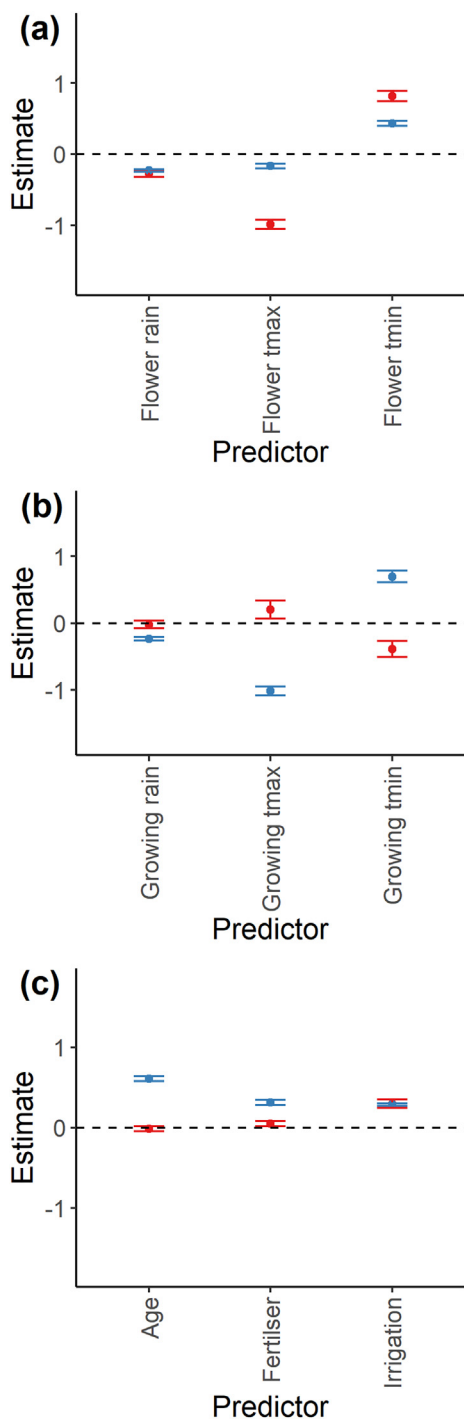 (a)
1
0
-1
Estimate
Flower rain
Flower tmax
Flower tmin
Predictor
(b)
1
0
-1
Estimate
Growing rain
Growing tmax
Growing tmin
Predictor
(c)
1
0
-1
Estimate
Age
Fertilser
Irrigation
Predictor